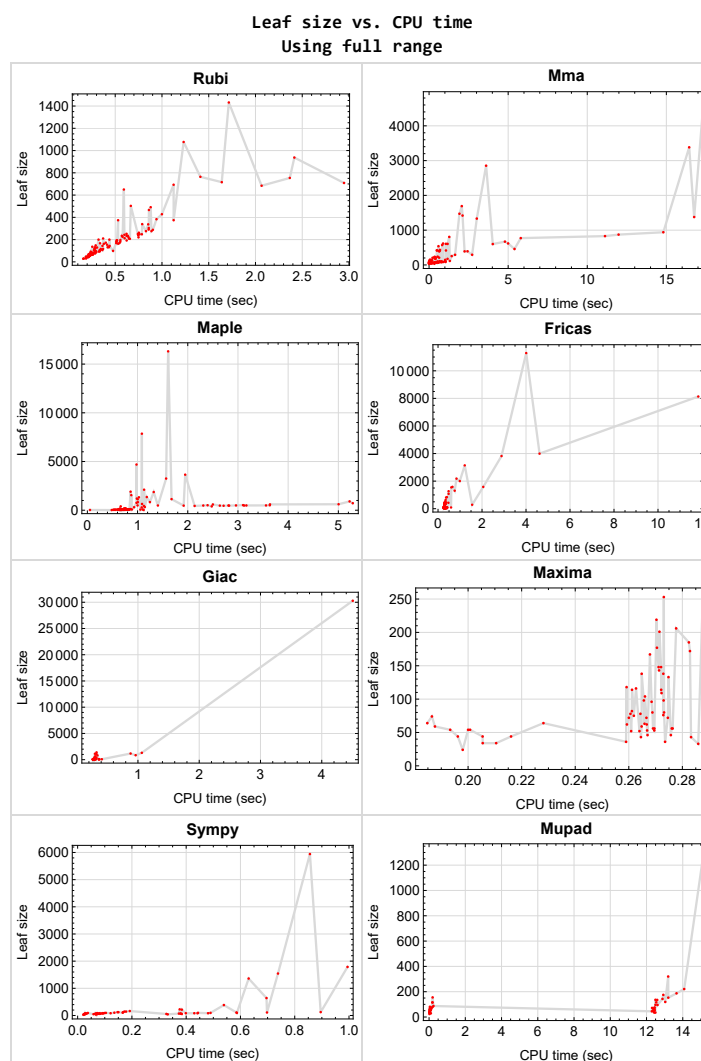 Leaf size vs. CPU time
Using full range
Rubi
Leaf size
1400
1200
1000
800
600
400
200
0
0.5 1.0 1.5 2.0 2.5 3.0
CPU time (sec)
Mma
Leaf size
4000
3000
2000
1000
0
0 5 10 15
CPU time (sec)
Maple
Leaf size
15 000
10 000
5000
0
0 1 2 3 4 5
CPU time (sec)
Fricas
Leaf size
10 000
8000
6000
4000
2000
0
0 2 4 6 8 10
CPU time (sec)
Giac
Leaf size
30 000
25 000
20 000
15 000
10 000
5000
0
1 2 3 4
CPU time (sec)
Maxima
Leaf size
250
200
150
100
50
0
0.20 0.22 0.24 0.26 0.28
CPU time (sec)
Sympy
Leaf size
6000
5000
4000
3000
2000
1000
0
0.0 0.2 0.4 0.6 0.8 1.0
CPU time (sec)
Mupad
Leaf size
1200
1000
800
600
400
200
0
0 2 4 6 8 10 12 14
CPU time (sec)